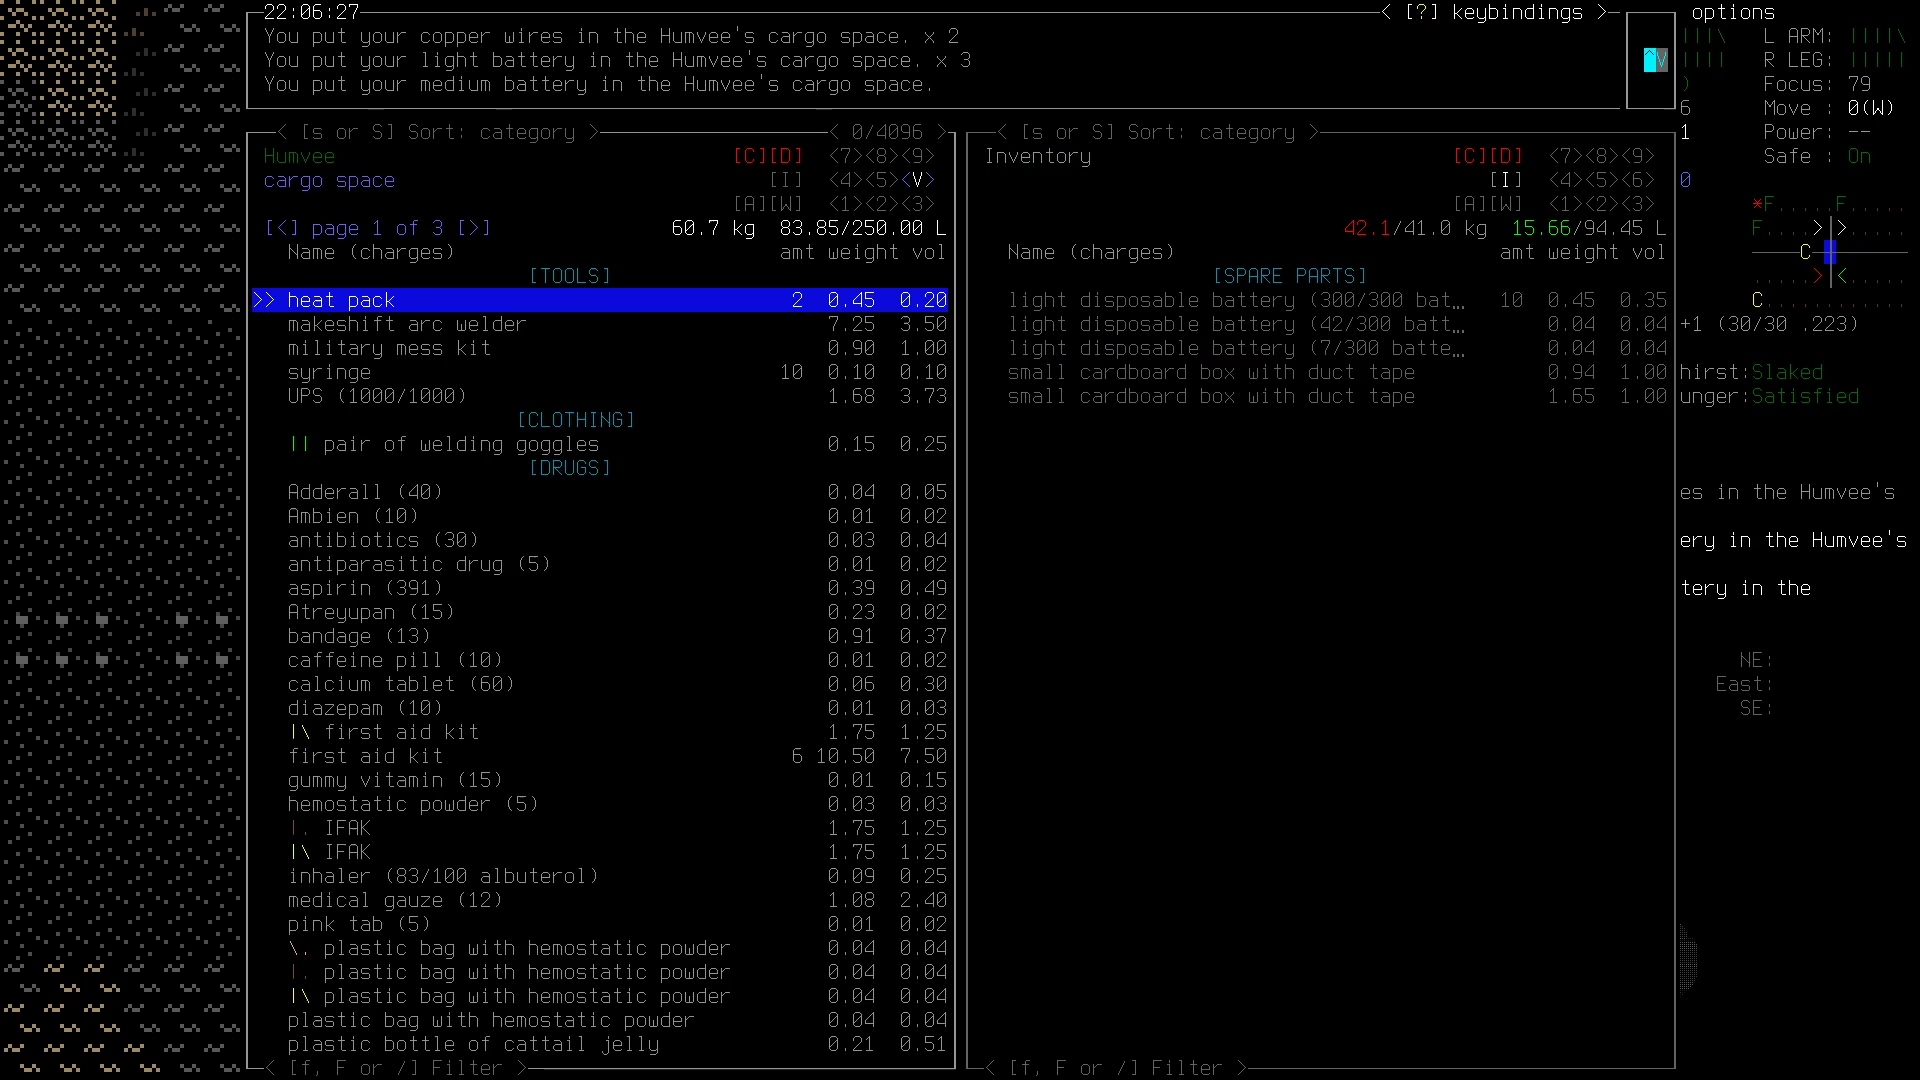 22:06:27 < [?] keybindings > options
You put your copper wires in the Humvee's cargo space. x 2
You put your light battery in the Humvee's cargo space. x 3
You put your medium battery in the Humvee's cargo space.
^V
|||\ L ARM: ||||\
|||| R LEG: |||||
) Focus: 79
6 Move : 0(W)
1 Power: --
Safe : On
0
< [s or S] Sort: category > < 0/4096 >
Humvee [C][D] <7><8><9>
cargo space [I] <4><5><V>
[A][W] <1><2><3>
[<] page 1 of 3 [>] 60.7 kg 83.85/250.00 L
Name (charges) amt weight vol
[TOOLS]
>> heat pack 2 0.45 0.20
makeshift arc welder 7.25 3.50
military mess kit 0.90 1.00
syringe 10 0.10 0.10
UPS (1000/1000) 1.68 3.73
[CLOTHING]
|| pair of welding goggles 0.15 0.25
[DRUGS]
Adderall (40) 0.04 0.05
Ambien (10) 0.01 0.02
antibiotics (30) 0.03 0.04
antiparasitic drug (5) 0.01 0.02
aspirin (391) 0.39 0.49
Atreyupan (15) 0.23 0.02
bandage (13) 0.91 0.37
caffeine pill (10) 0.01 0.02
calcium tablet (60) 0.06 0.30
diazepam (10) 0.01 0.03
|\ first aid kit 1.75 1.25
first aid kit 6 10.50 7.50
gummy vitamin (15) 0.01 0.15
hemostatic powder (5) 0.03 0.03
|. IFAK 1.75 1.25
|\ IFAK 1.75 1.25
inhaler (83/100 albuterol) 0.09 0.25
medical gauze (12) 1.08 2.40
pink tab (5) 0.01 0.02
\. plastic bag with hemostatic powder 0.04 0.04
|. plastic bag with hemostatic powder 0.04 0.04
|\ plastic bag with hemostatic powder 0.04 0.04
plastic bag with hemostatic powder 0.04 0.04
plastic bottle of cattail jelly 0.21 0.51
< [f, F or /] Filter >
< [s or S] Sort: category >
Inventory [C][D] <7><8><9>
[I] <4><5><6>
[A][W] <1><2><3>
42.1/41.0 kg 15.66/94.45 L
Name (charges) amt weight vol
[SPARE PARTS]
light disposable battery (300/300 bat… 10 0.45 0.35
light disposable battery (42/300 batt… 0.04 0.04
light disposable battery (7/300 batte… 0.04 0.04
small cardboard box with duct tape 0.94 1.00
small cardboard box with duct tape 1.65 1.00
< [f, F or /] Filter >
*F.....F.....
F....>|>.....
C
.....>|<.....
C............
+1 (30/30 .223)
hirst:Slaked
unger:Satisfied
es in the Humvee's
ery in the Humvee's
tery in the
NE:
East:
SE: